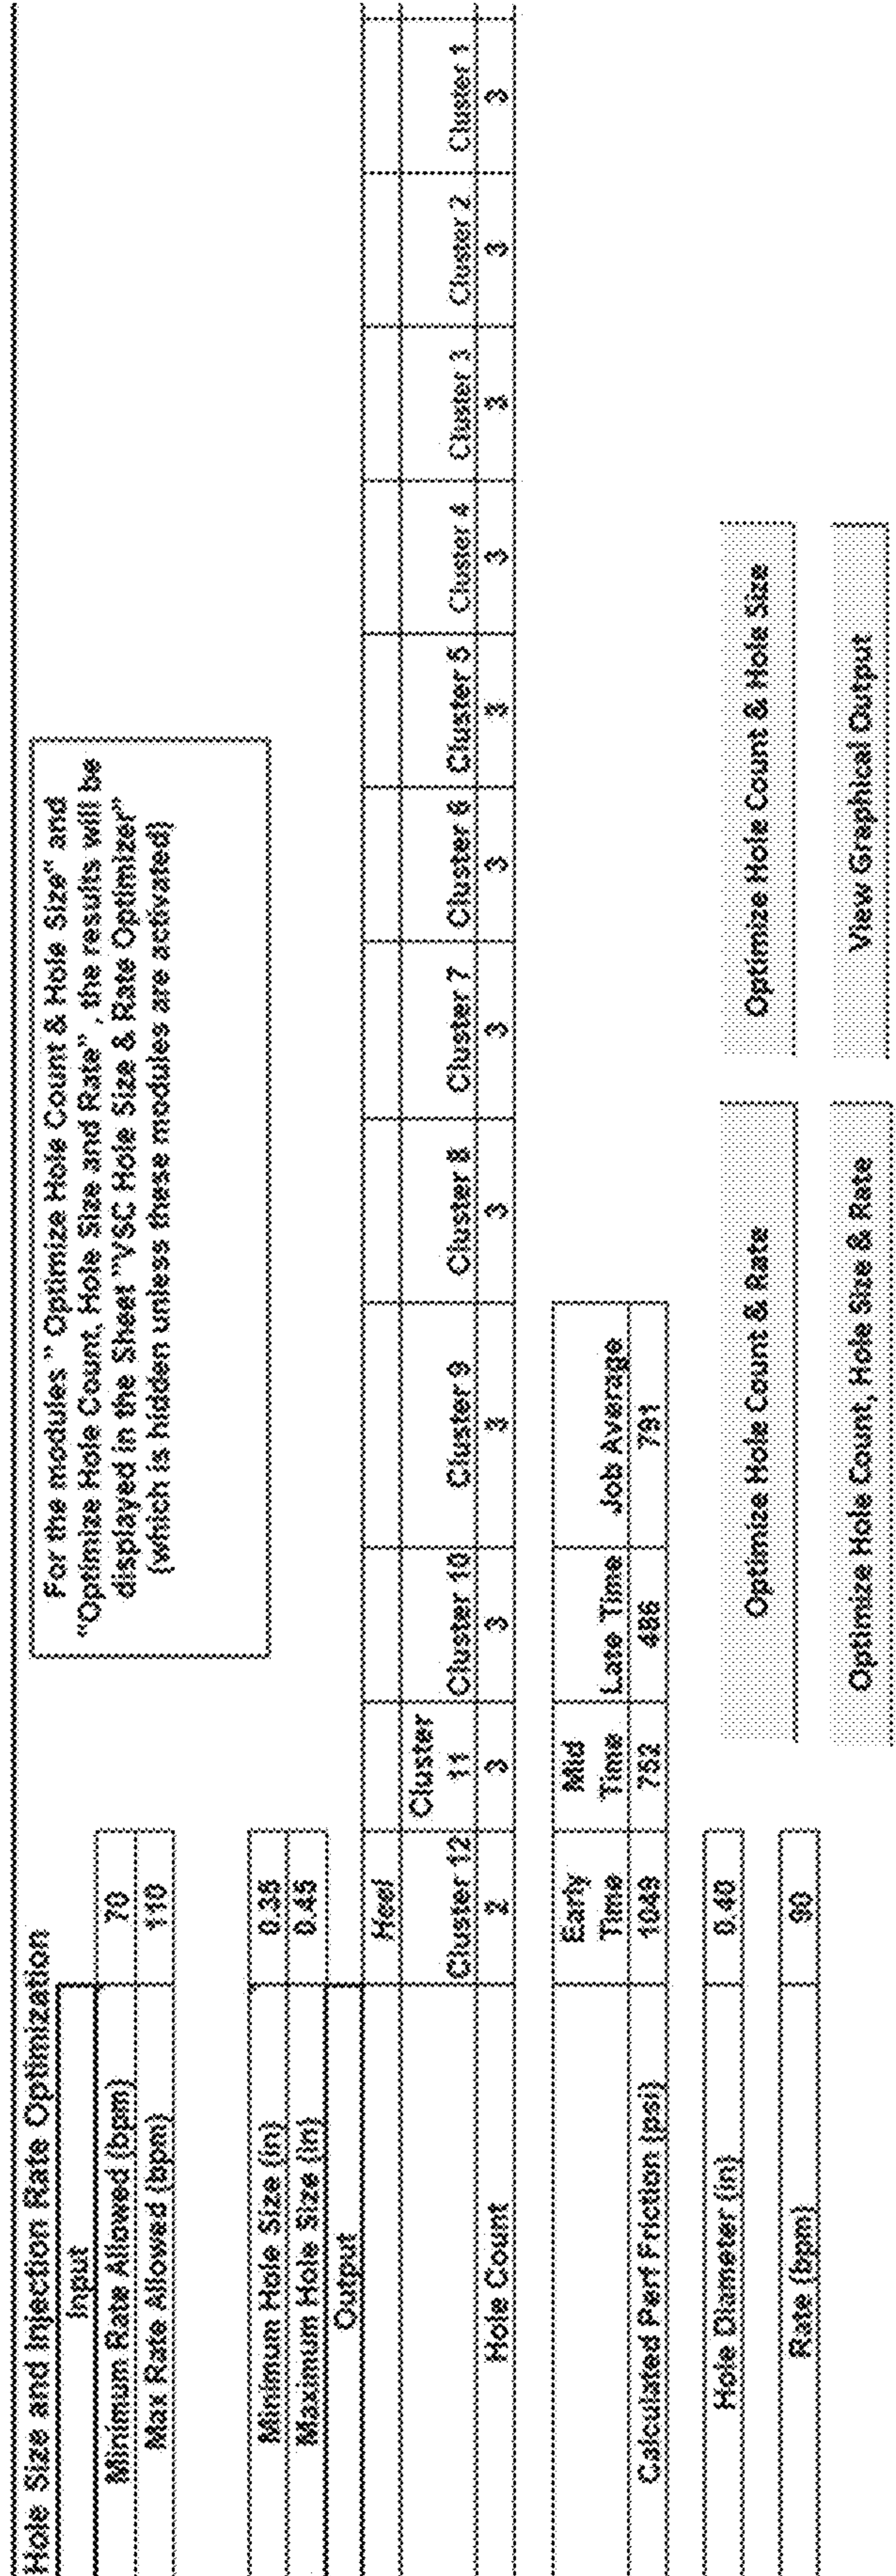 Hole Size and Injection Rate Optimization
Input
Minimum Rate Allowed (bpm) 70
Max Rate Allowed (bpm) 110
For the modules " Optimize Hole Count & Hole Size" and
"Optimize Hole Count, Hole Size and Rate" , the results will be
displayed in the Sheet "VSC Hole Size & Rate Optimizer"
(which is hidden unless these modules are activated)
Minimum Hole Size (in) 0.35
Maximum Hole Size (in) 0.45
Output
Heel
Cluster 12 Cluster 11 Cluster 10 Cluster 9 Cluster 8 Cluster 7 Cluster 6 Cluster 5 Cluster 4 Cluster 3 Cluster 2 Cluster 1
Hole Count 2 3 3 3 3 3 3 3 3 3 3 3
Early Time Mid Time Late Time Job Average
Calculated Perf Friction (psi) 1049 752 486 791
Hole Diameter (in) 0.40
Rate (bpm) 90
Optimize Hole Count & Rate
Optimize Hole Count & Hole Size
Optimize Hole Count, Hole Size & Rate
View Graphical Output